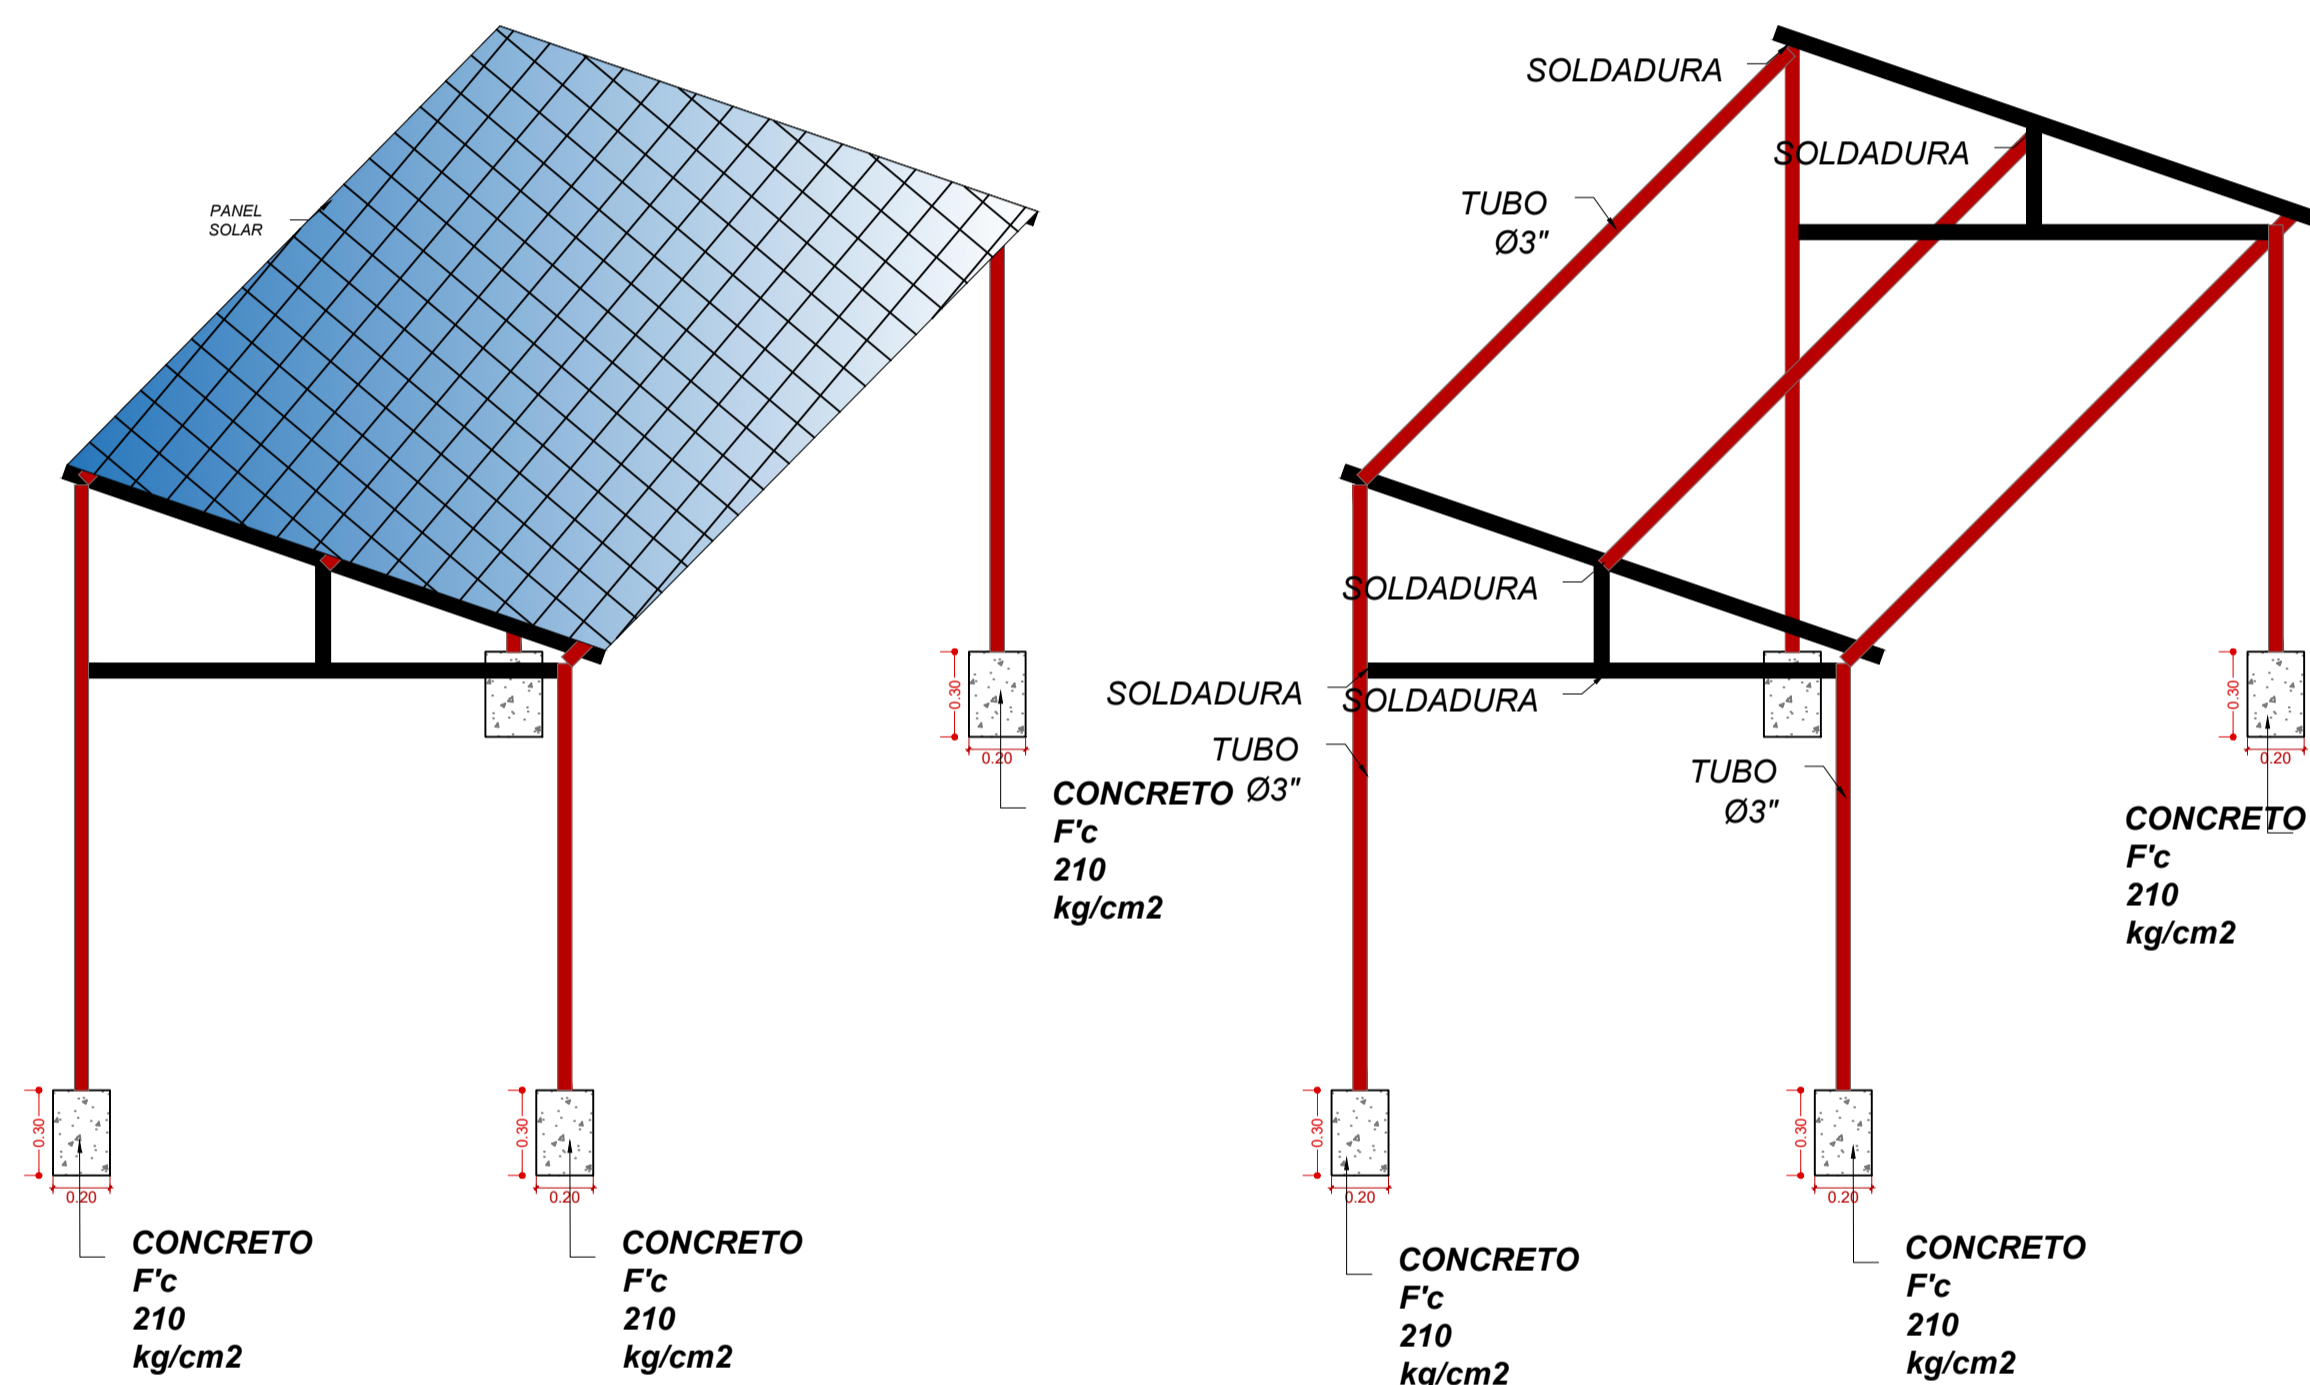 PANEL
SOLAR
0.30
0.20
CONCRETO
F'c
210
kg/cm2
0.30
0.20
CONCRETO
F'c
210
kg/cm2
0.30
0.20
CONCRETO
F'c
210
kg/cm2
SOLDADURA
SOLDADURA
TUBO
Ø3"
SOLDADURA
SOLDADURA
SOLDADURA
TUBO
Ø3"
TUBO
Ø3"
0.30
0.20
CONCRETO
F'c
210
kg/cm2
0.30
0.20
CONCRETO
F'c
210
kg/cm2
0.30
0.20
CONCRETO
F'c
210
kg/cm2